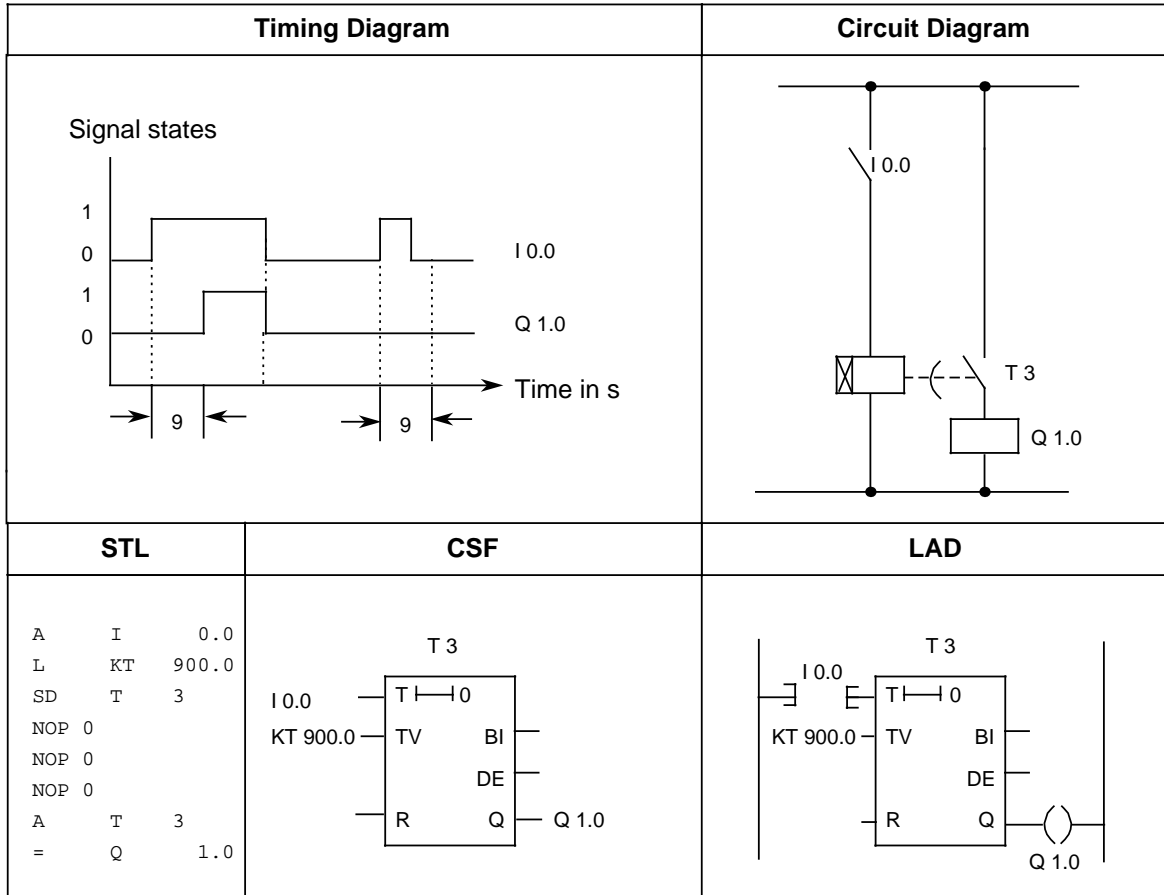 Timing Diagram
Circuit Diagram
Signal states
1
0
I 0.0
1
0
Q 1.0
Time in s
9
9
I 0.0
T 3
Q 1.0
STL
CSF
LAD
A I 0.0
L KT 900.0
SD T 3
NOP 0
NOP 0
NOP 0
A T 3
= Q 1.0
T 3
I 0.0 T 0
KT 900.0 TV BI
DE
R Q Q 1.0
T 3
I 0.0
T 0
KT 900.0 TV BI
DE
R Q
Q 1.0